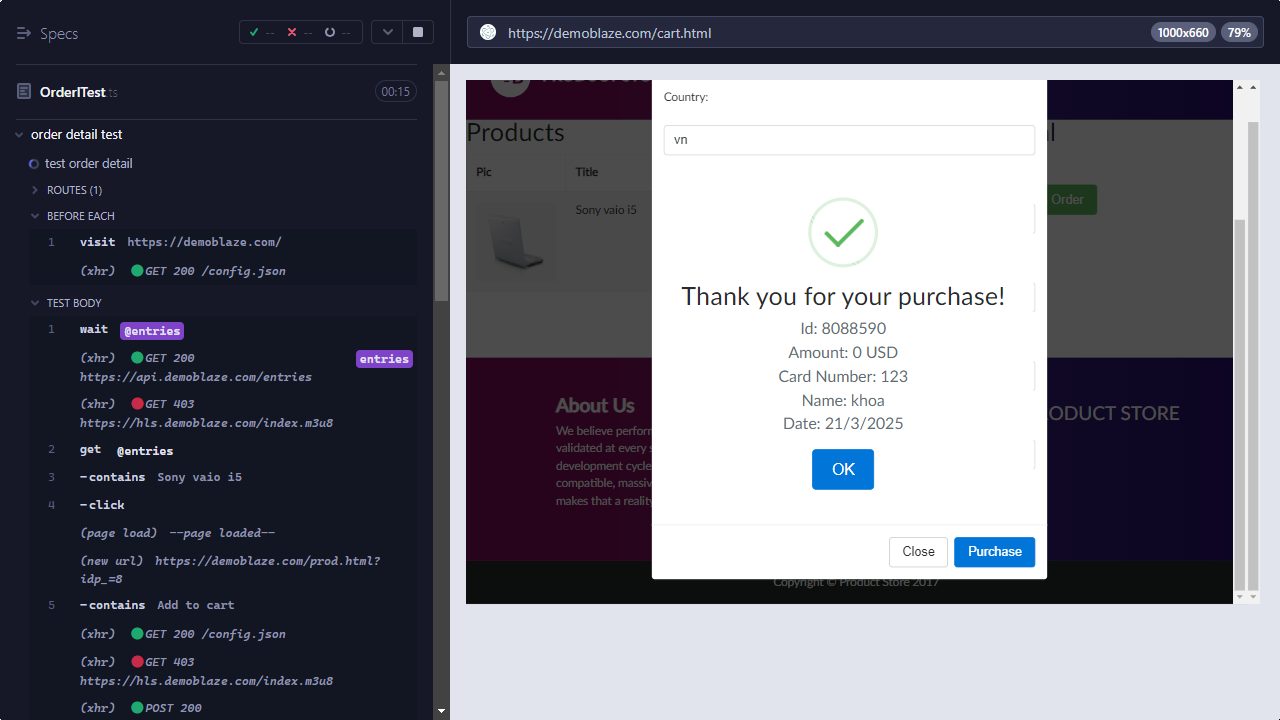 Specs
--
--
--
https://demoblaze.com/cart.html
1000x660
79%
OrderITest ts
00:15
order detail test
test order detail
ROUTES (1)
BEFORE EACH
1 visit https://demoblaze.com/
(xhr) GET 200 /config.json
TEST BODY
1 wait @entries
(xhr) GET 200 entries
https://api.demoblaze.com/entries
(xhr) GET 403
https://hls.demoblaze.com/index.m3u8
2 get @entries
3 -contains Sony vaio i5
4 -click
(page load) --page loaded--
(new url) https://demoblaze.com/prod.html?
idp_=8
5 -contains Add to cart
(xhr) GET 200 /config.json
(xhr) GET 403
https://hls.demoblaze.com/index.m3u8
(xhr) POST 200
Products
Pic Title
Sony vaio i5
Order
Country:
vn
Thank you for your purchase!
Id: 8088590
Amount: 0 USD
Card Number: 123
Name: khoa
Date: 21/3/2025
OK
Close Purchase
About Us
We believe perform
validated at every s
development cycle
compatible, massiv
makes that a reality
RODUCT STORE
Copyright © Product Store 2017